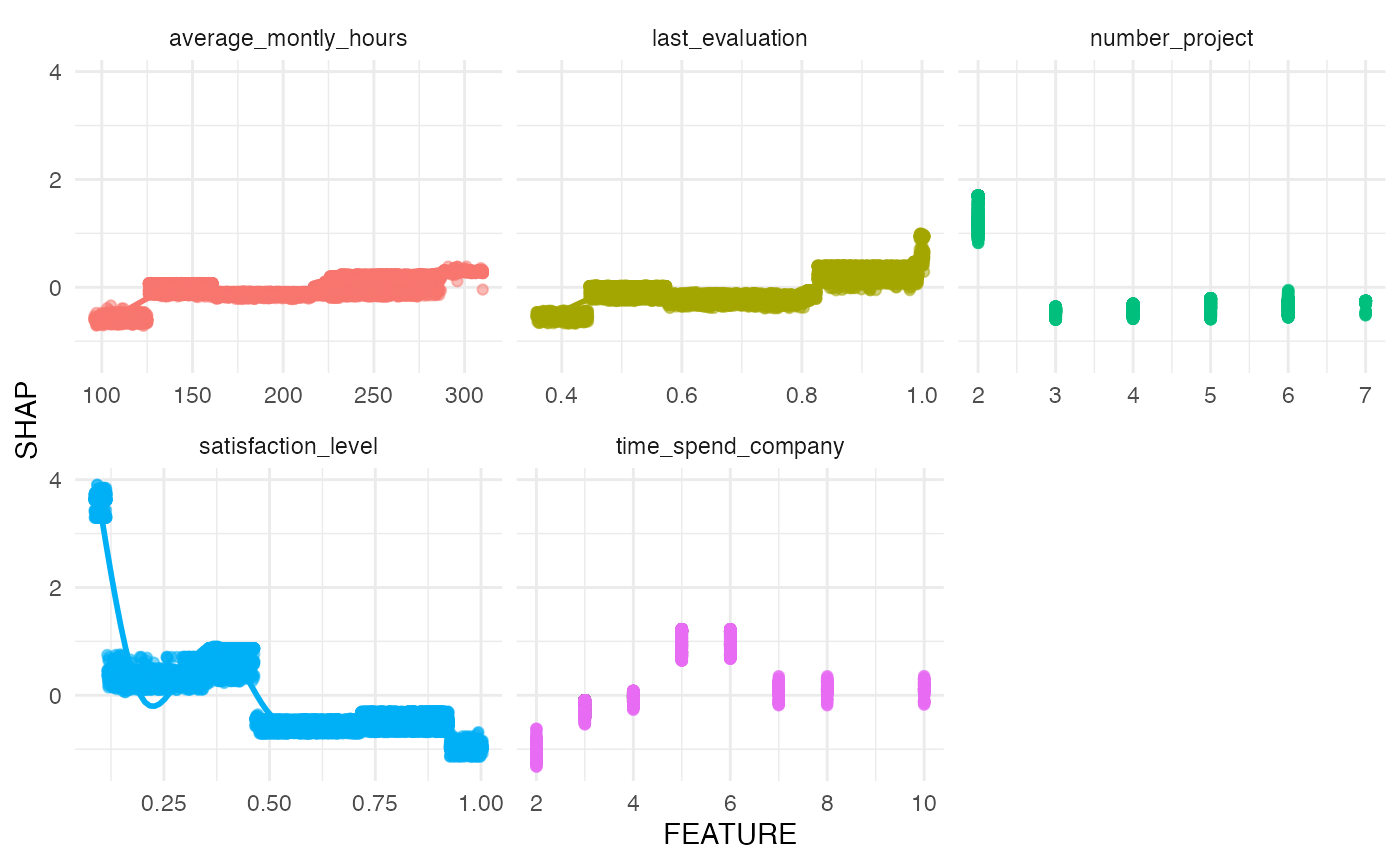 average_montly_hours last_evaluation number_project
4
2
0
100 150 200 250 300 0.4 0.6 0.8 1.0 2 3 4 5 6 7
SHAP
satisfaction_level time_spend_company
4
2
0
0.25 0.50 0.75 1.00 2 4 6 8 10
FEATURE